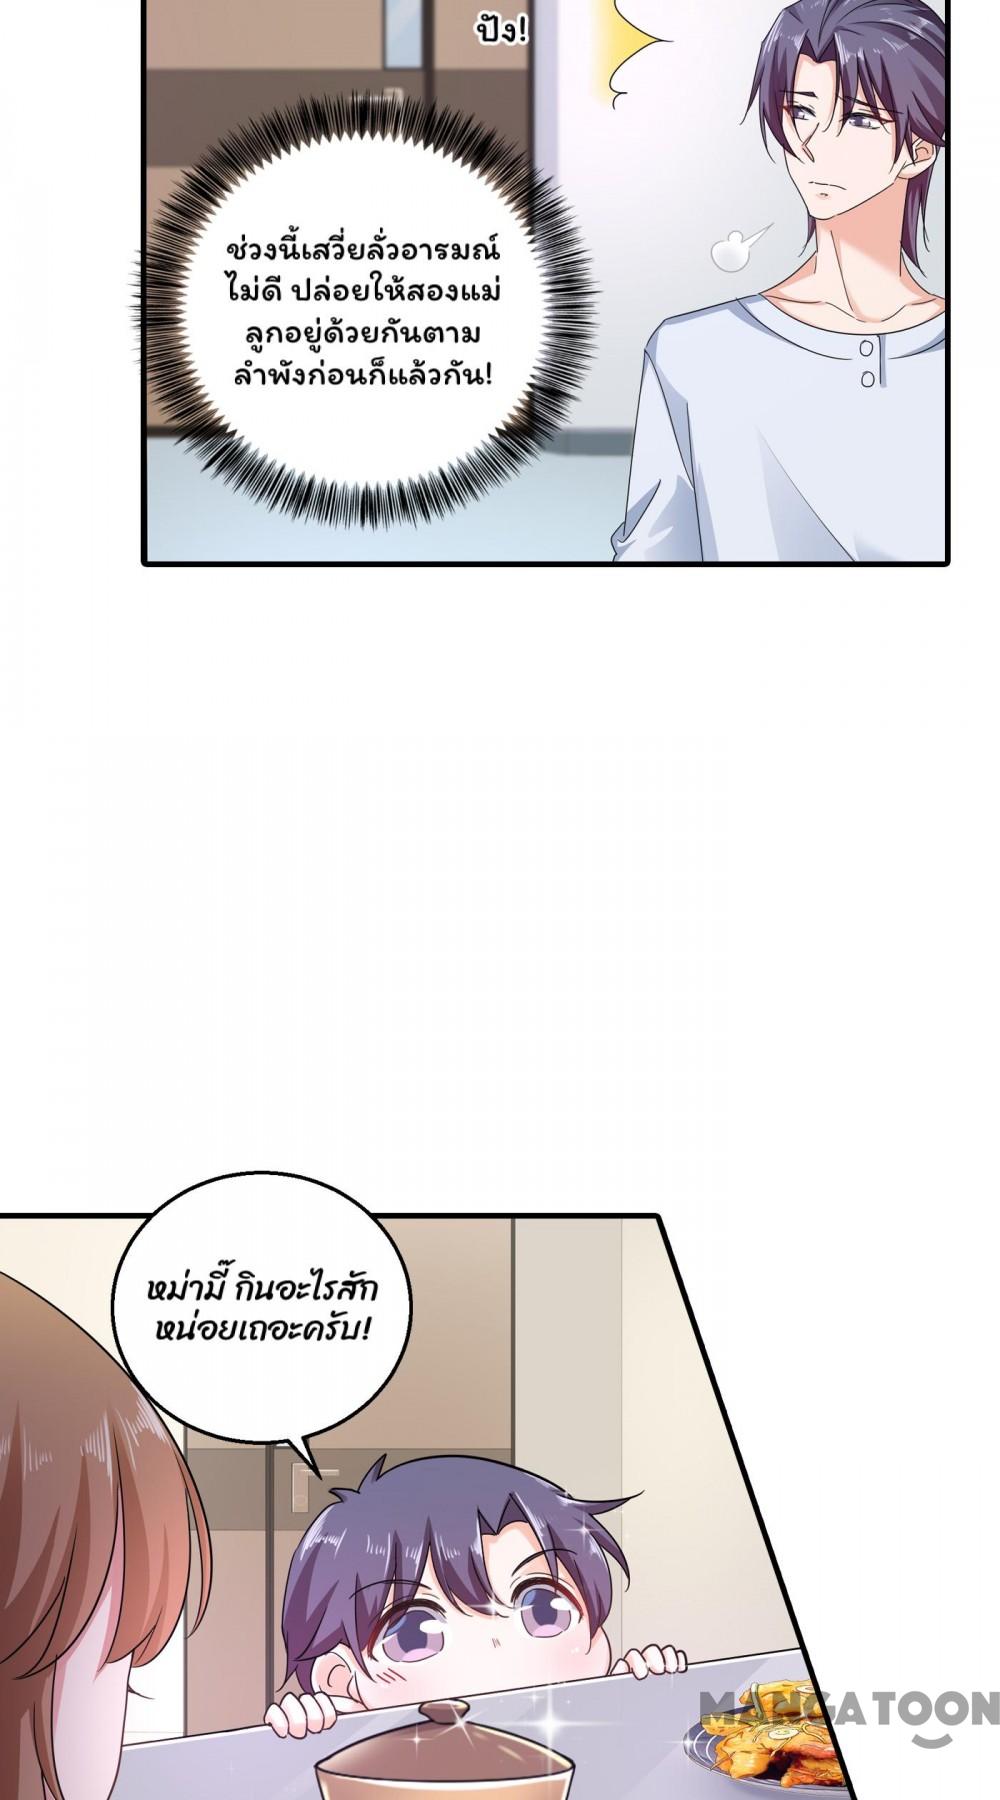 ปัง!
ช่วงนี้เสวี่ยลั่วอารมณ์
ไม่ดี ปล่อยให้สองแม่
ลูกอยู่ด้วยกันตาม
ลำพังก่อนก็แล้วกัน!
หม่ามี๊ กินอะไรสัก
หน่อยเถอะครับ!
MANGATOON